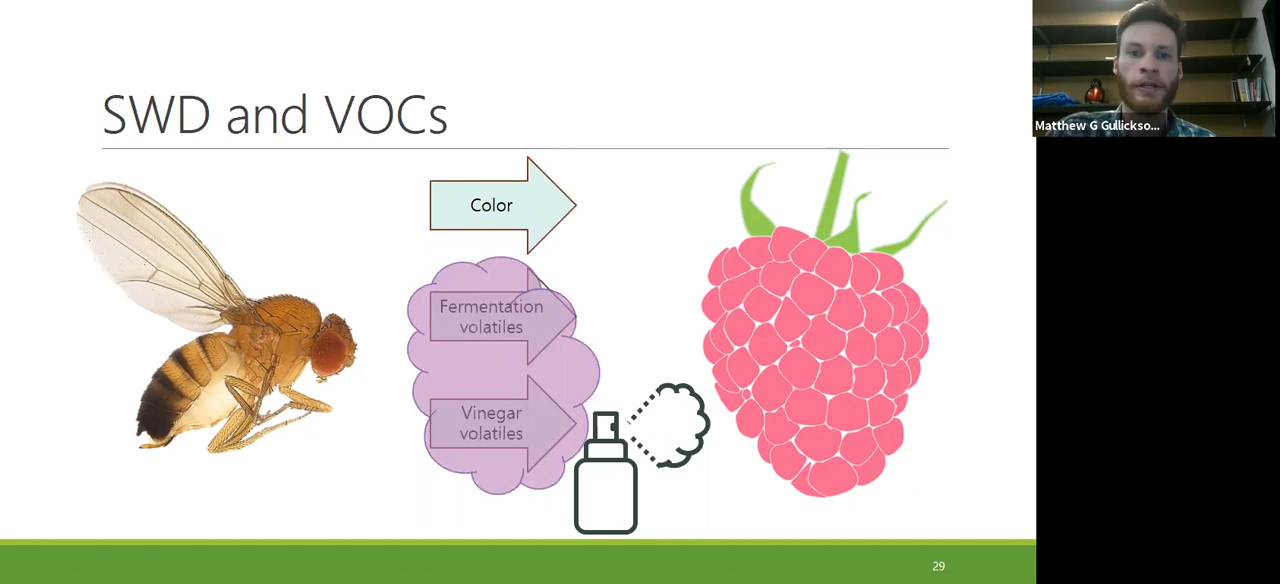 SWD and VOCs
Color
Fermentation
volatiles
Vinegar
volatiles
29
Matthew G Gullickso...